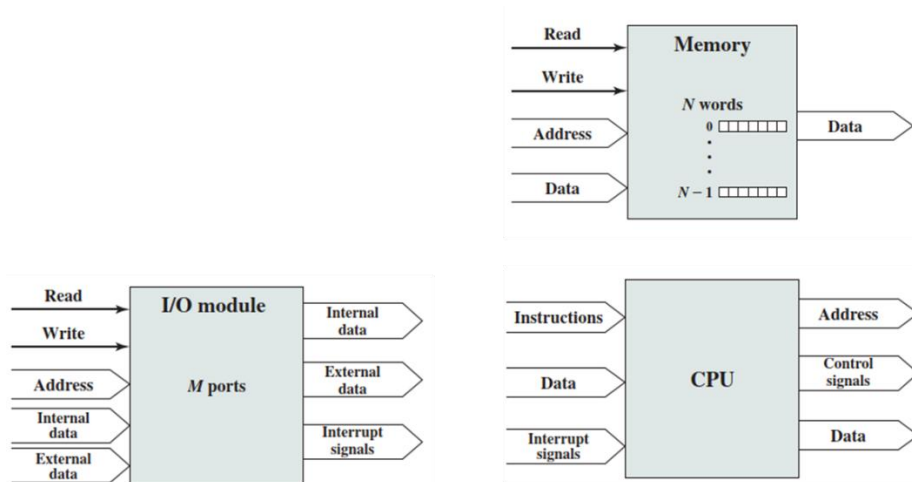 Read
Write
Address
Data
Memory
N words
0
N – 1
Data
Read
Write
Address
Internal
data
External
data
I/O module
M ports
Internal
data
External
data
Interrupt
signals
Instructions
Data
Interrupt
signals
CPU
Address
Control
signals
Data